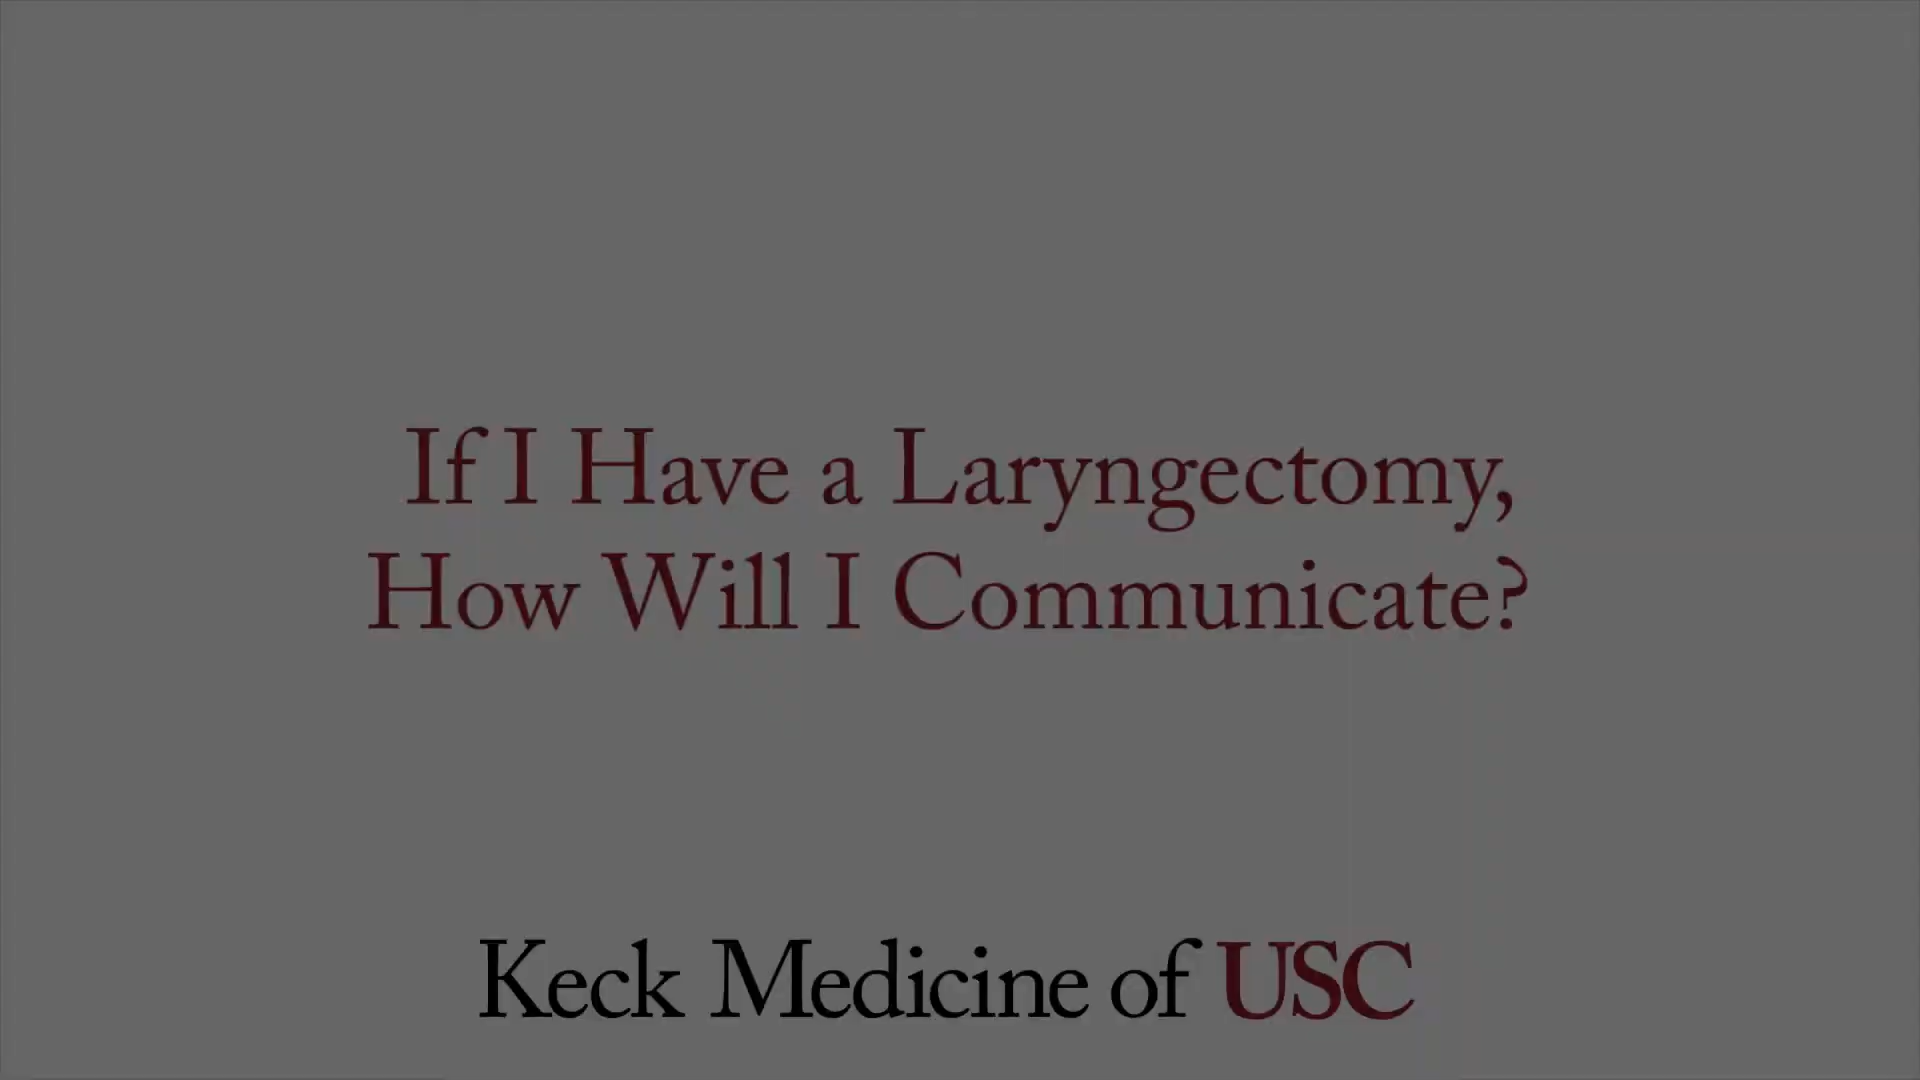 If I Have a Laryngectomy,
How Will I Communicate?
Keck Medicine of USC